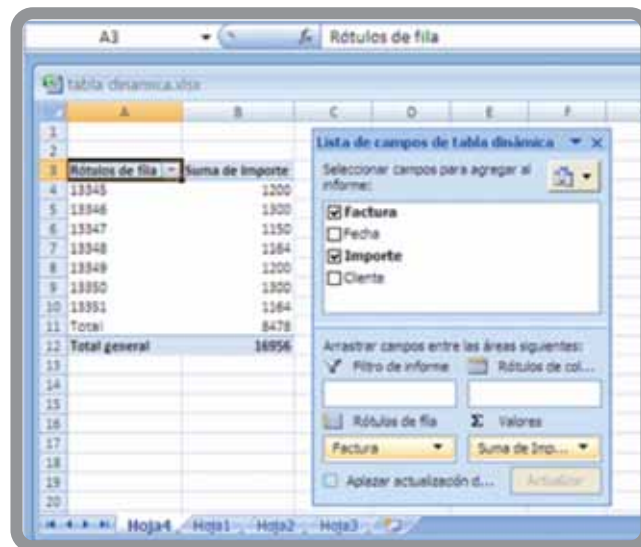 A3 fx Rótulos de fila
tabla dinamica.xlsx
A B C D E F
1
2
3 Rótulos de fila Suma de Importe
4 13345 1200
5 13346 1300
6 13347 1150
7 13348 1164
8 13349 1200
9 13350 1300
10 13351 1164
11 Total 8478
12 Total general 16956
13
14
15
16
17
18
19
20
Lista de campos de tabla dinámica
Seleccionar campos para agregar al
informe:
Factura
Fecha
Importe
Cliente
Arrastrar campos entre las áreas siguientes:
Filtro de informe Rótulos de col...
Rótulos de fila Σ Valores
Factura Suma de Imp...
Aplazar actualización d... Actualizar
Hoja4 Hoja1 Hoja2 Hoja3